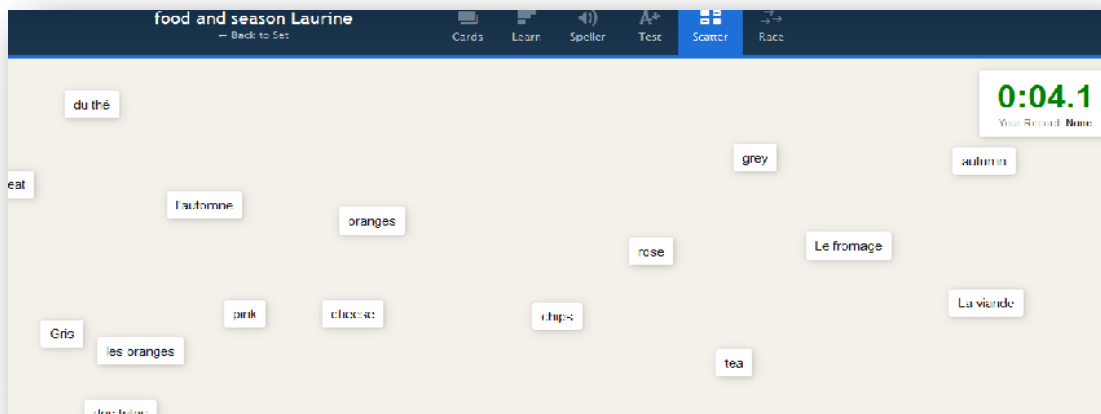 food and season Laurine
← Back to Set
Cards Learn Speller Test Scatter Race
0:04.1
Your Record None
du thé
grey
autumn
eat
l'automne
oranges
rose
Le fromage
La viande
pink
cheese
chips
Gris
les oranges
tea